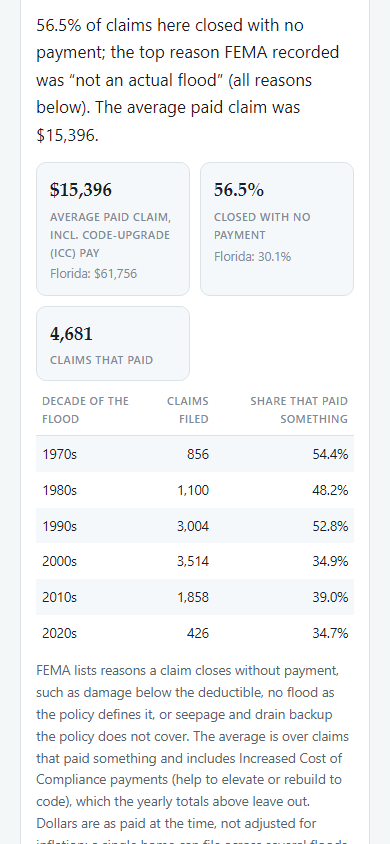 56.5% of claims here closed with no
payment; the top reason FEMA recorded
was “not an actual flood” (all reasons
below). The average paid claim was
$15,396.
$15,396
AVERAGE PAID CLAIM,
INCL. CODE-UPGRADE
(ICC) PAY
Florida: $61,756
56.5%
CLOSED WITH NO
PAYMENT
Florida: 30.1%
4,681
CLAIMS THAT PAID
DECADE OF THE FLOOD CLAIMS FILED SHARE THAT PAID SOMETHING
1970s 856 54.4%
1980s 1,100 48.2%
1990s 3,004 52.8%
2000s 3,514 34.9%
2010s 1,858 39.0%
2020s 426 34.7%
FEMA lists reasons a claim closes without payment,
such as damage below the deductible, no flood as
the policy defines it, or seepage and drain backup
the policy does not cover. The average is over claims
that paid something and includes Increased Cost of
Compliance payments (help to elevate or rebuild to
code), which the yearly totals above leave out.
Dollars are as paid at the time, not adjusted for